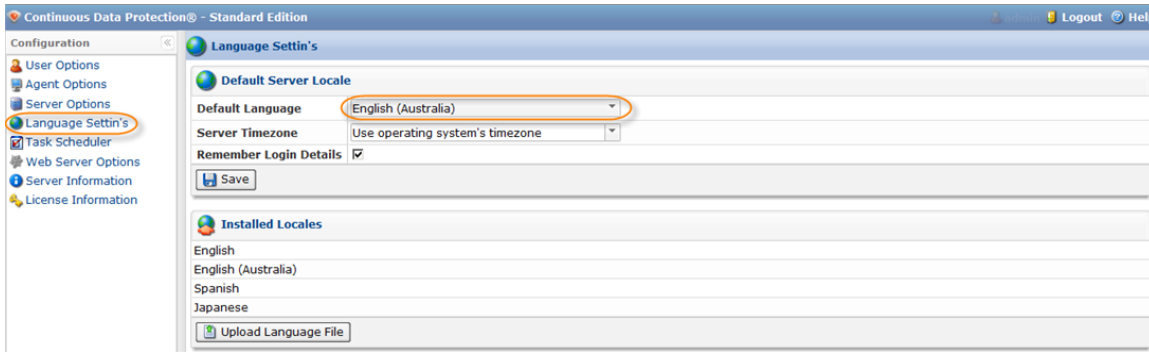 Continuous Data Protection® - Standard Edition
admin Logout Hel
Configuration
User Options
Agent Options
Server Options
Language Settin's
Task Scheduler
Web Server Options
Server Information
License Information
Language Settin's
Default Server Locale
Default Language English (Australia)
Server Timezone Use operating system's timezone
Remember Login Details
Save
Installed Locales
English
English (Australia)
Spanish
Japanese
Upload Language File